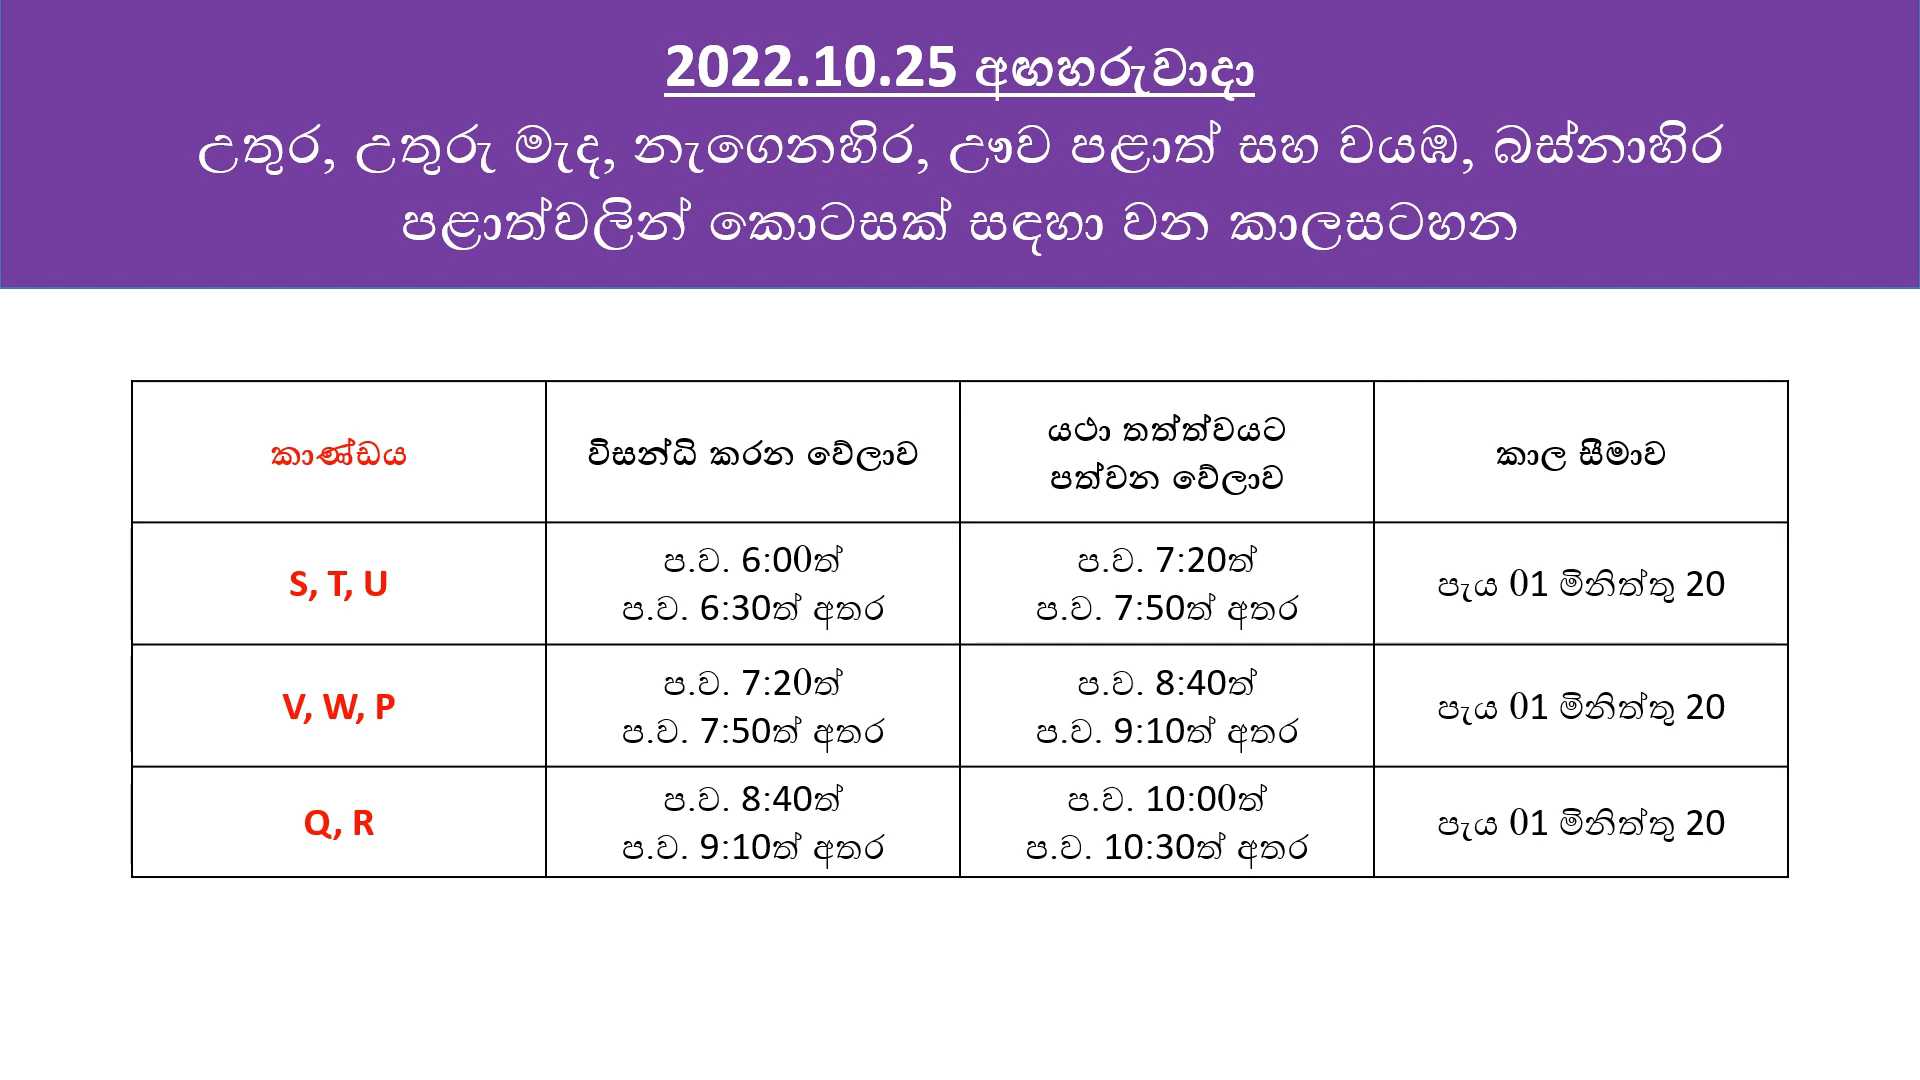 2022.10.25 අඟහරුවාදා
උතුර, උතුරු මැද, නැගෙනහිර, ඌව පළාත් සහ වයඹ, බස්නාහිර
පළාත්වලින් කොටසක් සඳහා වන කාලසටහන
කාණ්ඩය
විසන්ධි කරන වේලාව
යථා තත්ත්වයට
පත්වන වේලාව
කාල සීමාව
S, T, U
ප.ව. 6:00ත්
ප.ව. 6:30ත් අතර
ප.ව. 7:20ත්
ප.ව. 7:50ත් අතර
පැය 01 මිනිත්තු 20
V, W, P
ප.ව. 7:20ත්
ප.ව. 7:50ත් අතර
ප.ව. 8:40ත්
ප.ව. 9:10ත් අතර
පැය 01 මිනිත්තු 20
Q, R
ප.ව. 8:40ත්
ප.ව. 9:10ත් අතර
ප.ව. 10:00ත්
ප.ව. 10:30ත් අතර
පැය 01 මිනිත්තු 20